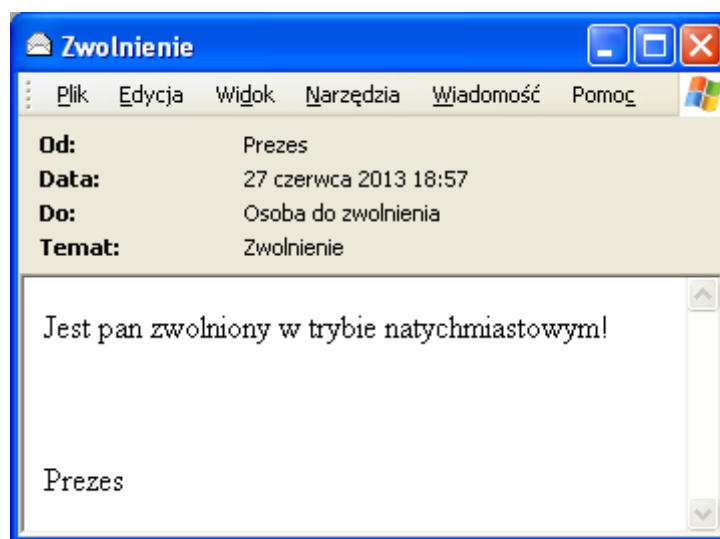 Zwolnienie
Plik Edycja Widok Narzędzia Wiadomość Pomoc
Od: Prezes
Data: 27 czerwca 2013 18:57
Do: Osoba do zwolnienia
Temat: Zwolnienie
Jest pan zwolniony w trybie natychmiastowym!
Prezes